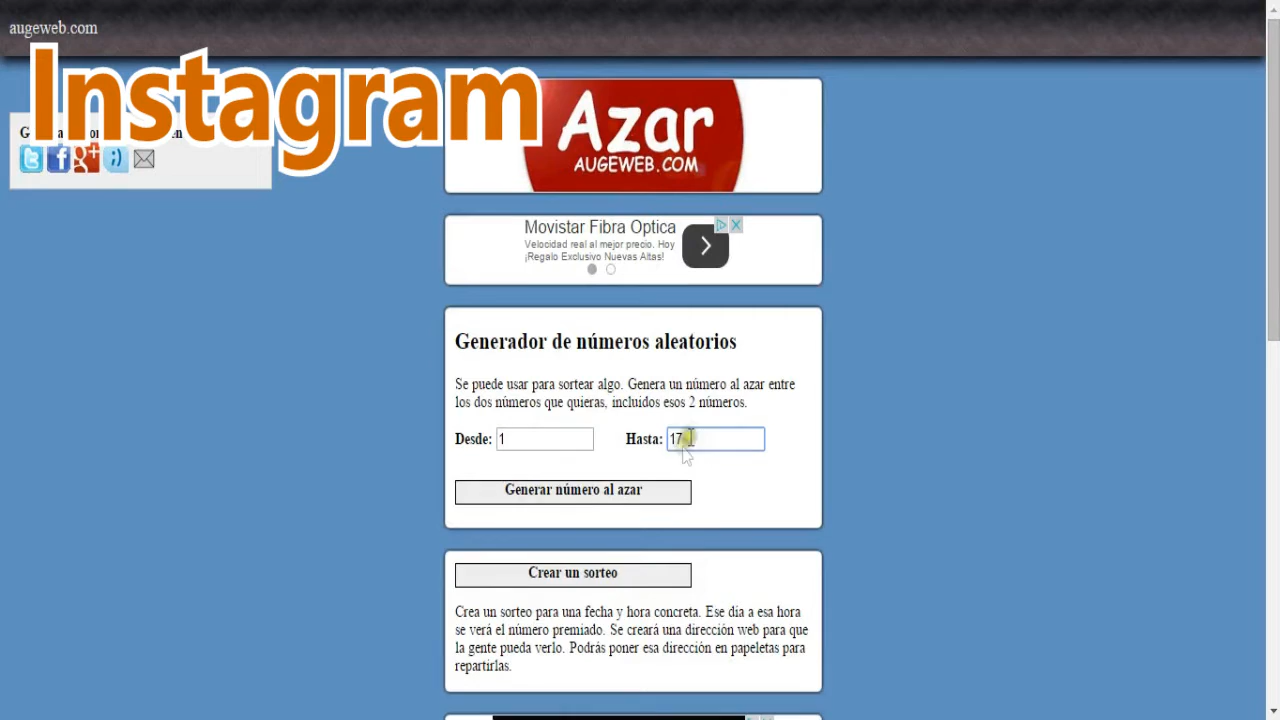 augeweb.com
Instagram
Azar
AUGEWEB.COM
Movistar Fibra Optica
Velocidad real al mejor precio. Hoy
¡Regalo Exclusivo Nuevas Altas!
Generador de números aleatorios
Se puede usar para sortear algo. Genera un número al azar entre
los dos números que quieras, incluidos esos 2 números.
Desde: 1 Hasta: 17
Generar número al azar
Crear un sorteo
Crea un sorteo para una fecha y hora concreta. Ese día a esa hora
se verá el número premiado. Se creará una dirección web para que
la gente pueda verlo. Podrás poner esa dirección en papeletas para
repartirlas.